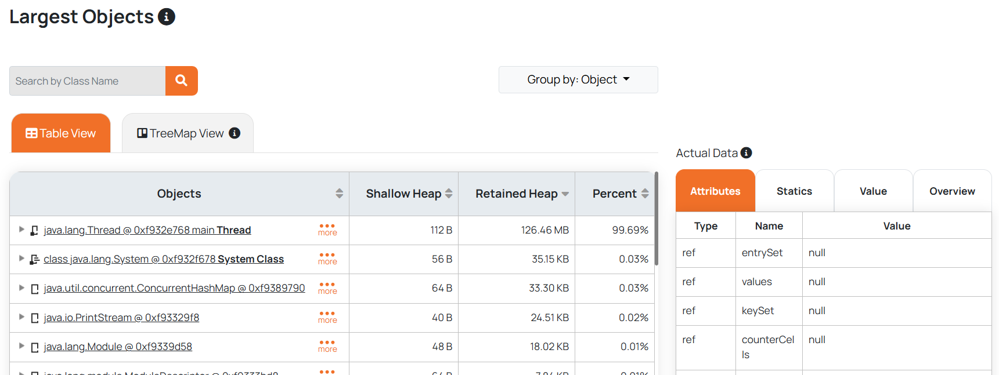 Largest Objects
Search by Class Name
Group by: Object
Table View
TreeMap View
Actual Data
Objects Shallow Heap Retained Heap Percent
java.lang.Thread @ 0xf932e768 main Thread more 112 B 126.46 MB 99.69%
class java.lang.System @ 0xf932f678 System Class more 56 B 35.15 KB 0.03%
java.util.concurrent.ConcurrentHashMap @ 0xf9389790 more 64 B 33.30 KB 0.03%
java.io.PrintStream @ 0xf93329f8 more 40 B 24.51 KB 0.02%
java.lang.Module @ 0xf9339d58 more 48 B 18.02 KB 0.01%
java.lang.module.ModuleDescriptor @
Attributes Statics Value Overview
Type Name Value
ref entrySet null
ref values null
ref keySet null
ref counterCel null
ls